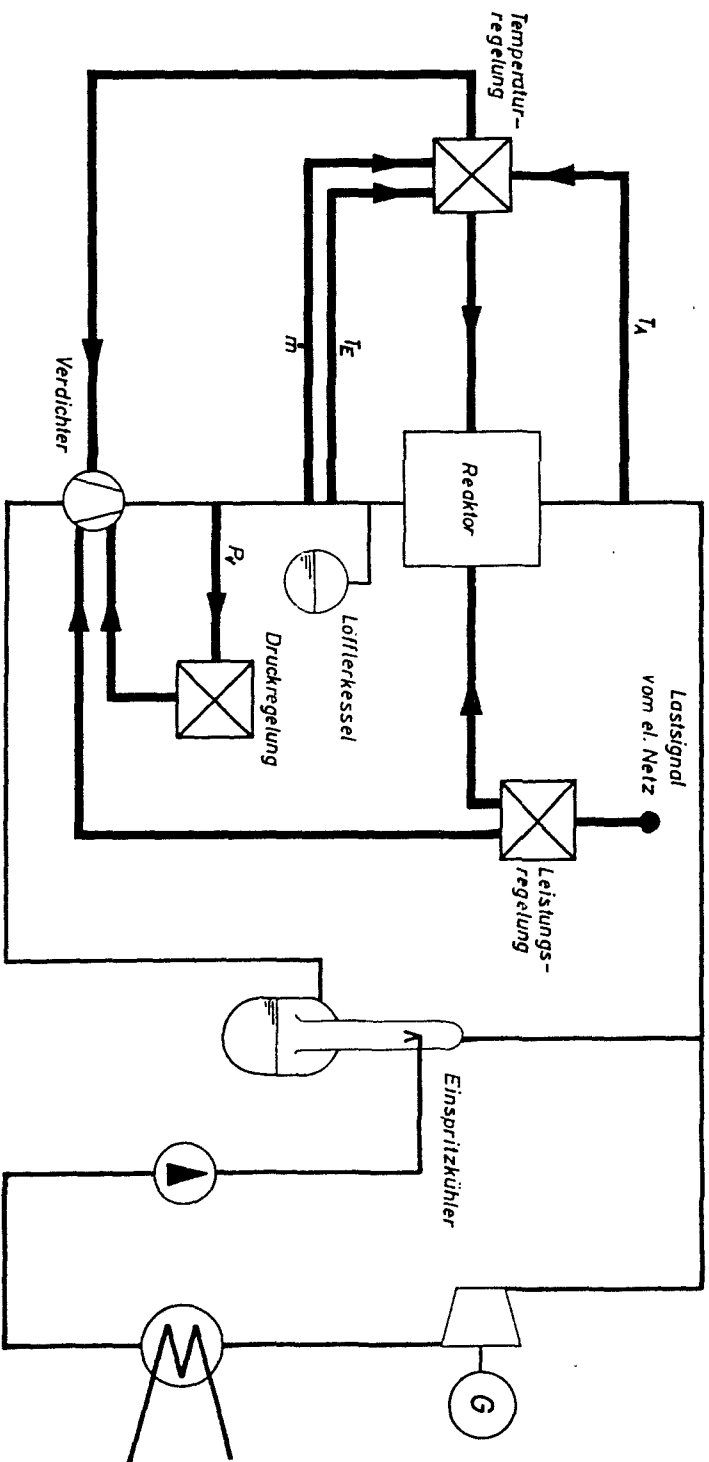 Temperatur-
regelung
T_A
T_E
ṁ
Reaktor
Verdichter
P_v
Löfflerkessel
Druckregelung
Lastsignal
vom el. Netz
Leistungs-
regelung
Einspritzkühler
G